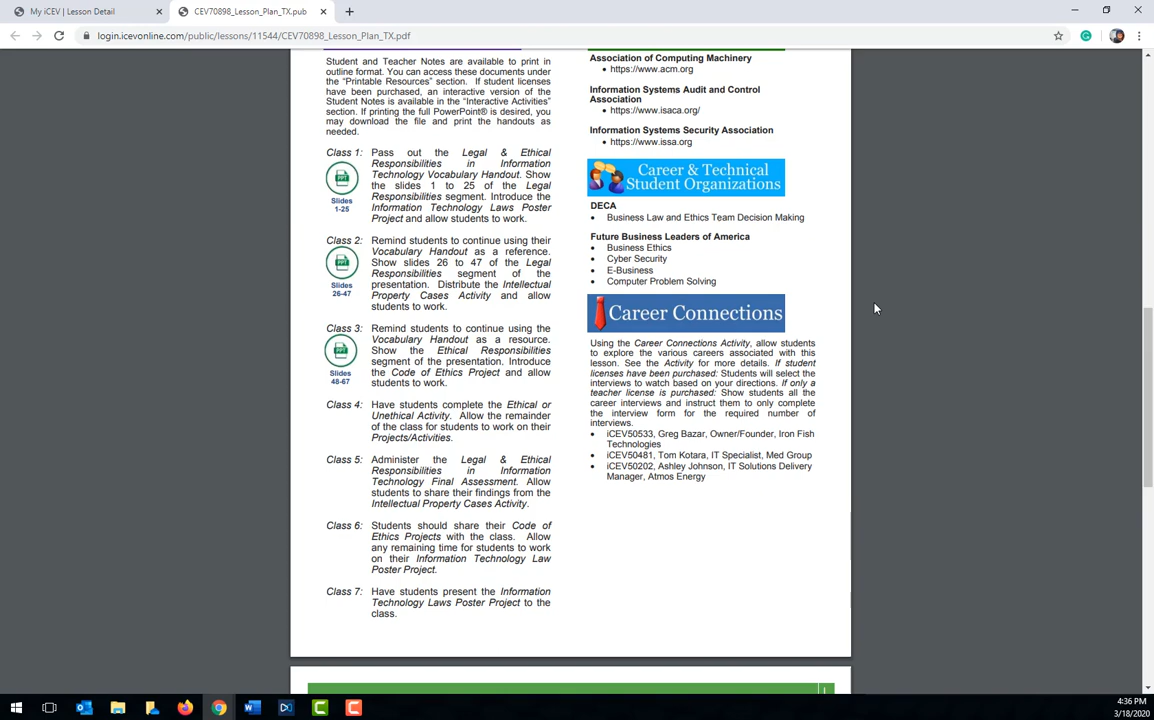 My iCEV | Lesson Detail
CEV70898_Lesson_Plan_TX.pub
login.icevonline.com/public/lessons/11544/CEV70898_Lesson_Plan_TX.pdf
Student and Teacher Notes are available to print in
outline format. You can access these documents under
the “Printable Resources” section. If student licenses
have been purchased, an interactive version of the
Student Notes is available in the “Interactive Activities”
section. If printing the full PowerPoint® is desired, you
may download the file and print the handouts as
needed.
Class 1: Pass out the Legal & Ethical
Responsibilities in Information
Technology Vocabulary Handout. Show
the slides 1 to 25 of the Legal
Responsibilities segment. Introduce the
Information Technology Laws Poster
Project and allow students to work.
PPT
Slides
1-25
Class 2: Remind students to continue using their
Vocabulary Handout as a reference.
Show slides 26 to 47 of the Legal
Responsibilities segment of the
presentation. Distribute the Intellectual
Property Cases Activity and allow
students to work.
PPT
Slides
26-47
Class 3: Remind students to continue using the
Vocabulary Handout as a resource.
Show the Ethical Responsibilities
segment of the presentation. Introduce
the Code of Ethics Project and allow
students to work.
PPT
Slides
48-67
Class 4: Have students complete the Ethical or
Unethical Activity. Allow the remainder
of the class for students to work on their
Projects/Activities.
Class 5: Administer the Legal & Ethical
Responsibilities in Information
Technology Final Assessment. Allow
students to share their findings from the
Intellectual Property Cases Activity.
Class 6: Students should share their Code of
Ethics Projects with the class. Allow
any remaining time for students to work
on their Information Technology Law
Poster Project.
Class 7: Have students present the Information
Technology Laws Poster Project to the
class.
Association of Computing Machinery
• https://www.acm.org
Information Systems Audit and Control
Association
• https://www.isaca.org/
Information Systems Security Association
• https://www.issa.org
Career & Technical
Student Organizations
DECA
• Business Law and Ethics Team Decision Making
Future Business Leaders of America
• Business Ethics
• Cyber Security
• E-Business
• Computer Problem Solving
Career Connections
Using the Career Connections Activity, allow students
to explore the various careers associated with this
lesson. See the Activity for more details. If student
licenses have been purchased: Students will select the
interviews to watch based on your directions. If only a
teacher license is purchased: Show students all the
career interviews and instruct them to only complete
the interview form for the required number of
interviews.
• iCEV50533, Greg Bazar, Owner/Founder, Iron Fish
Technologies
• iCEV50481, Tom Kotara, IT Specialist, Med Group
• iCEV50202, Ashley Johnson, IT Solutions Delivery
Manager, Atmos Energy
4:36 PM
3/18/2020